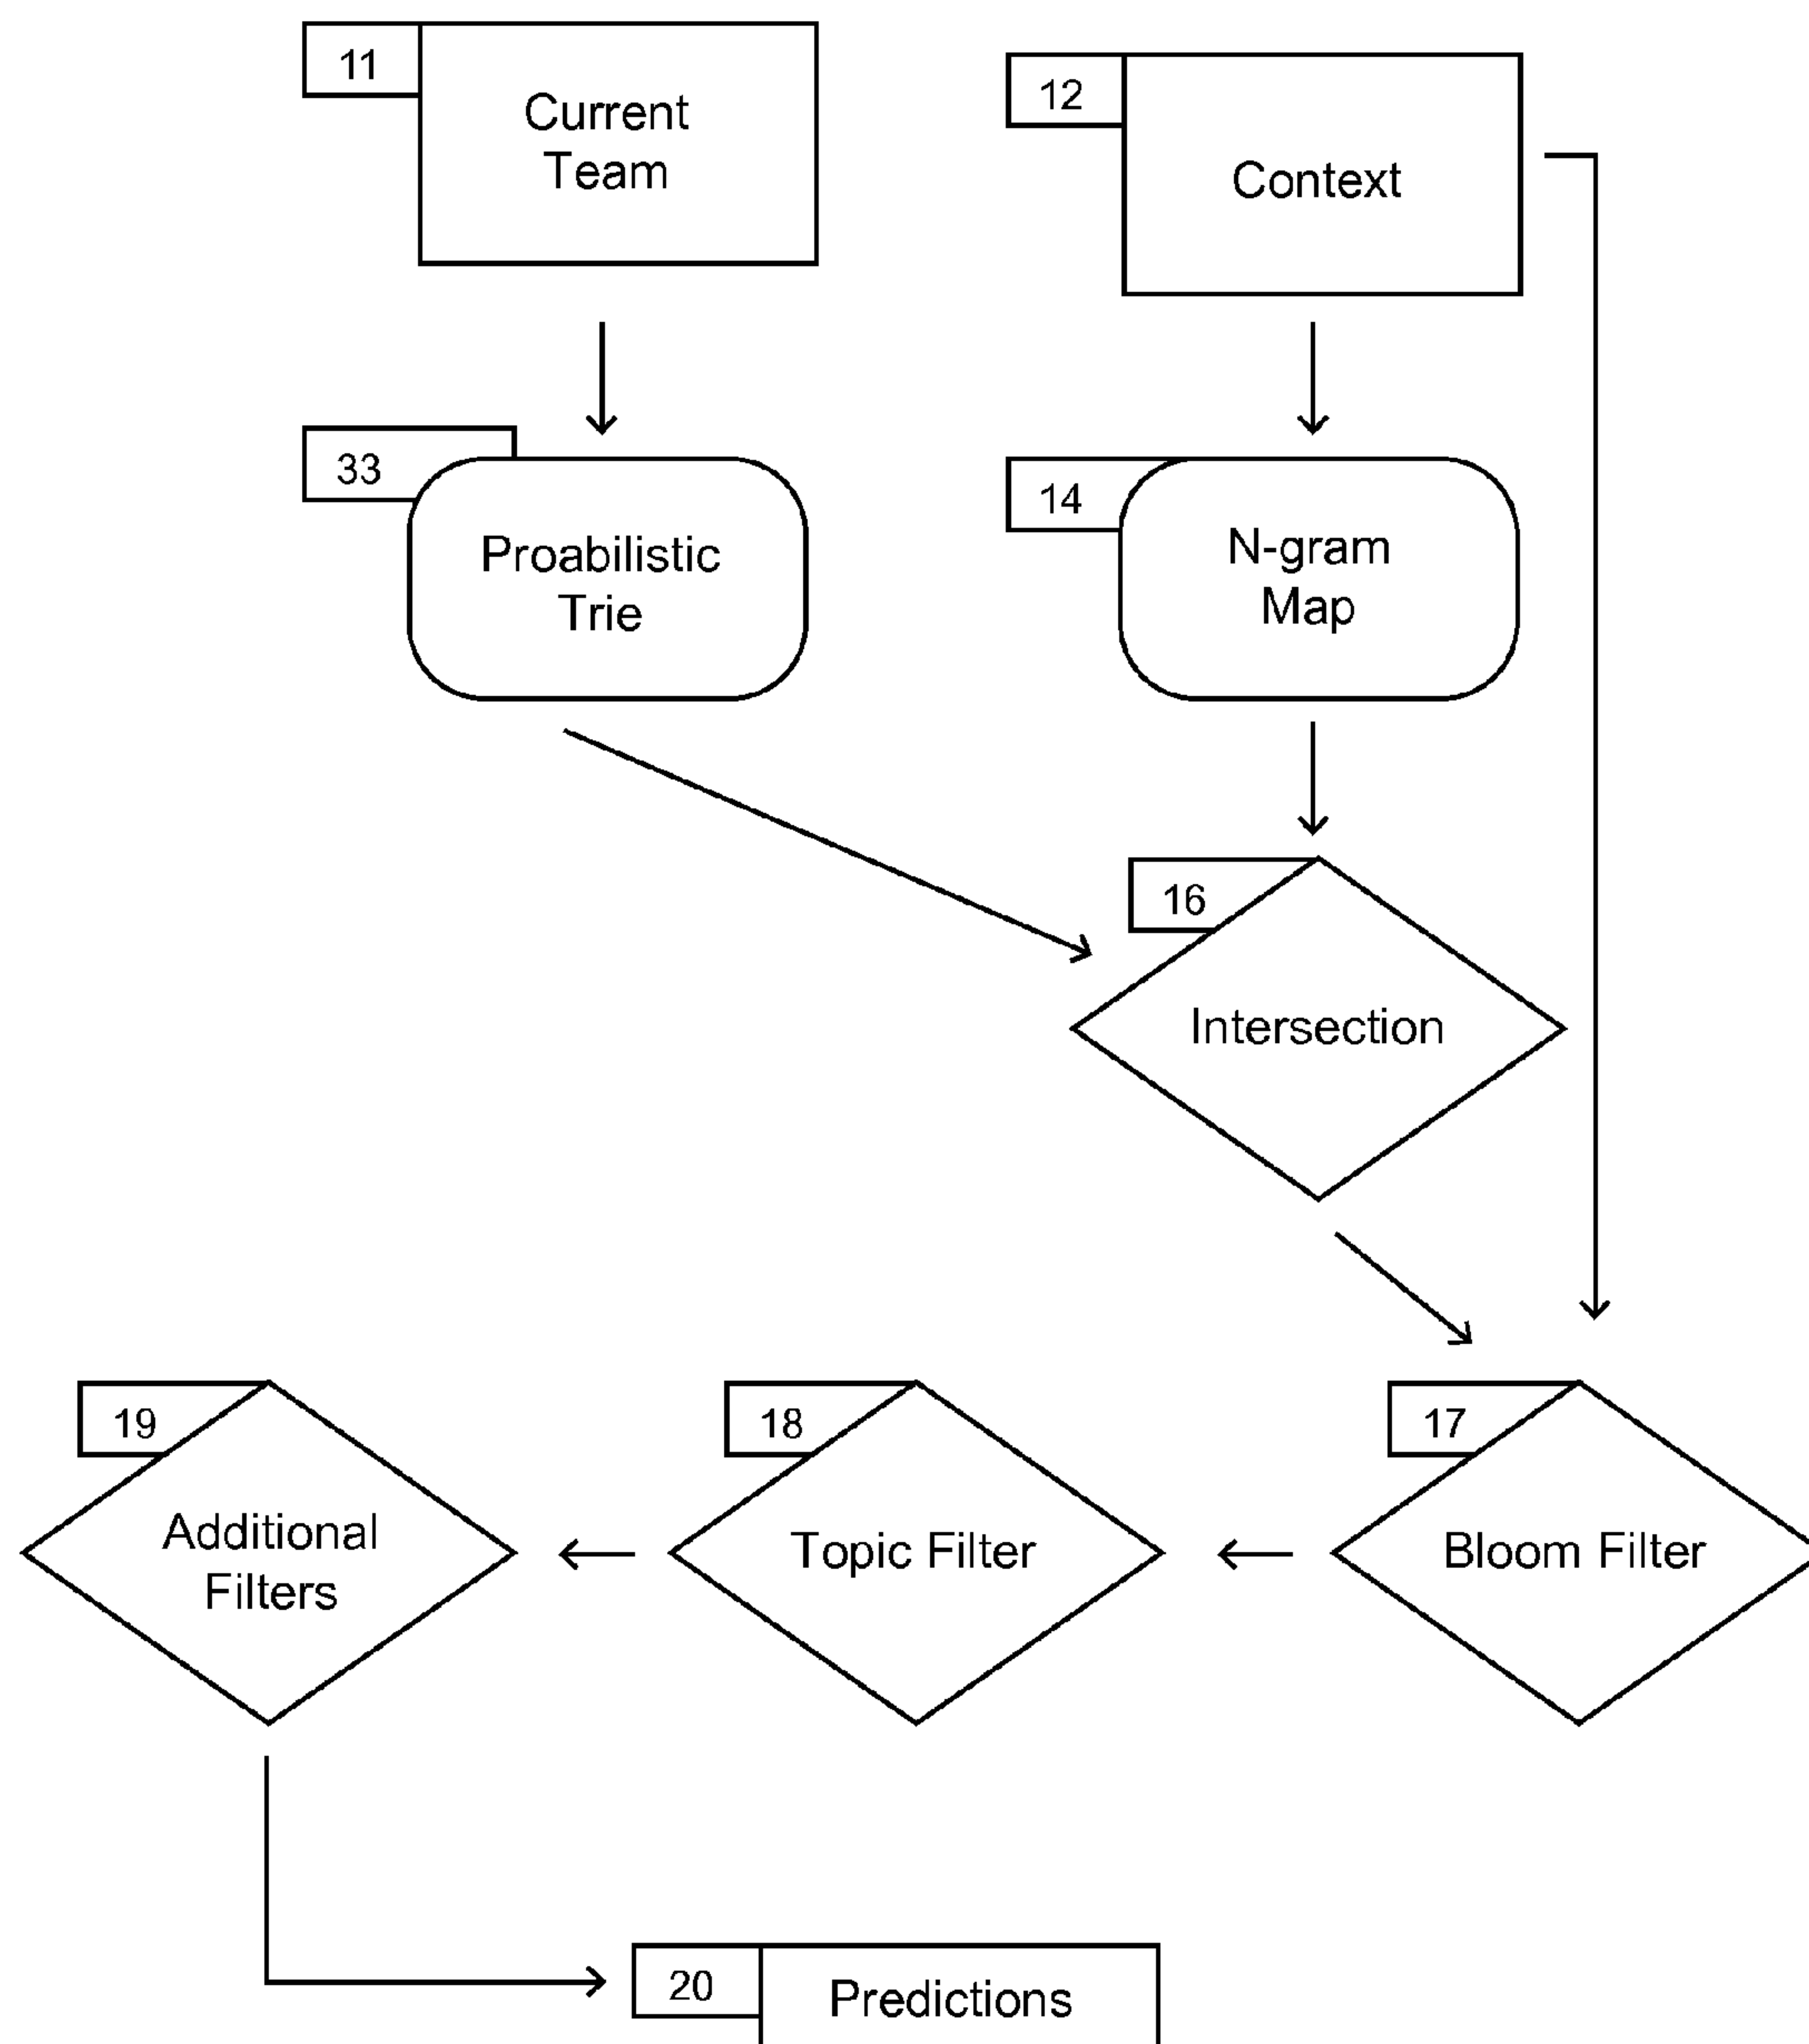 11
Current
Team
12
Context
33
Proabilistic
Trie
14
N-gram
Map
16
Intersection
19
Additional
Filters
18
Topic Filter
17
Bloom Filter
20
Predictions